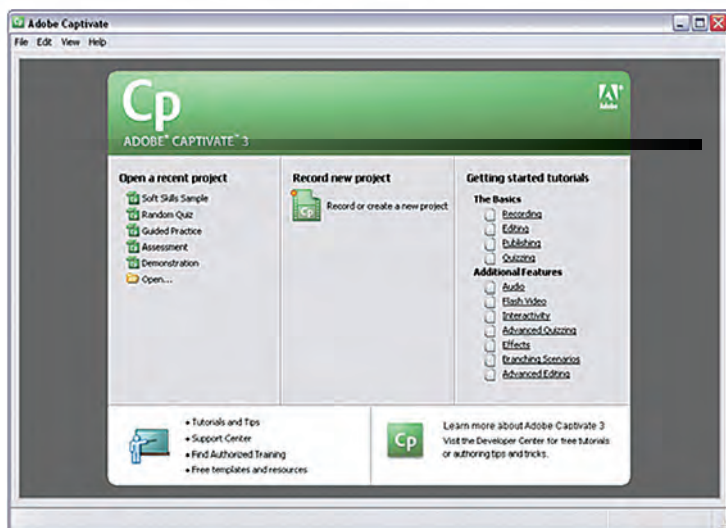 Adobe Captivate
File Edit View Help
Cp
Adobe
ADOBE® CAPTIVATE™ 3
Open a recent project
Soft Skills Sample
Random Quiz
Guided Practice
Assessment
Demonstration
Open...
Record new project
Cp
Record or create a new project
Getting started tutorials
The Basics
Recording
Editing
Publishing
Quizzing
Additional Features
Audio
Flash Video
Interactivity
Advanced Quizzing
Effects
Branching Scenarios
Advanced Editing
• Tutorials and Tips
• Support Center
• Find Authorized Training
• Free templates and resources
Cp
Learn more about Adobe Captivate 3
Visit the Developer Center for free tutorials
or authoring tips and tricks.